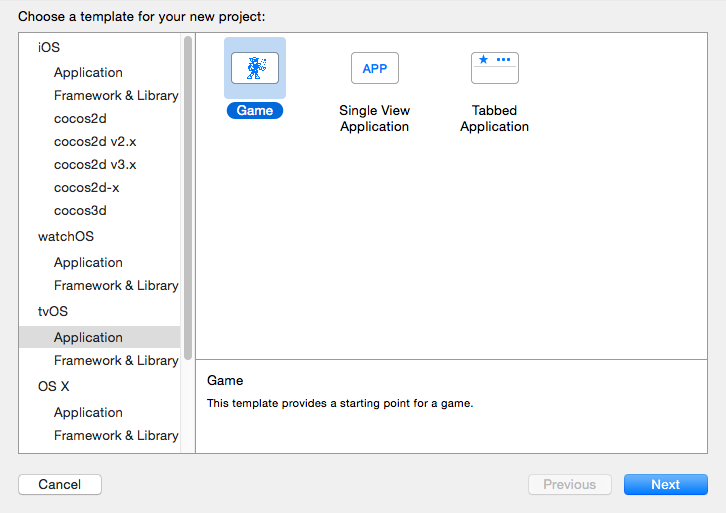 Choose a template for your new project:
iOS
Application
Framework & Library
cocos2d
cocos2d v2.x
cocos2d v3.x
cocos2d-x
cocos3d
watchOS
Application
Framework & Library
tvOS
Application
Framework & Library
OS X
Application
Framework & Library
Game
APP
Single View
Application
Tabbed
Application
Game
This template provides a starting point for a game.
Cancel
Previous
Next